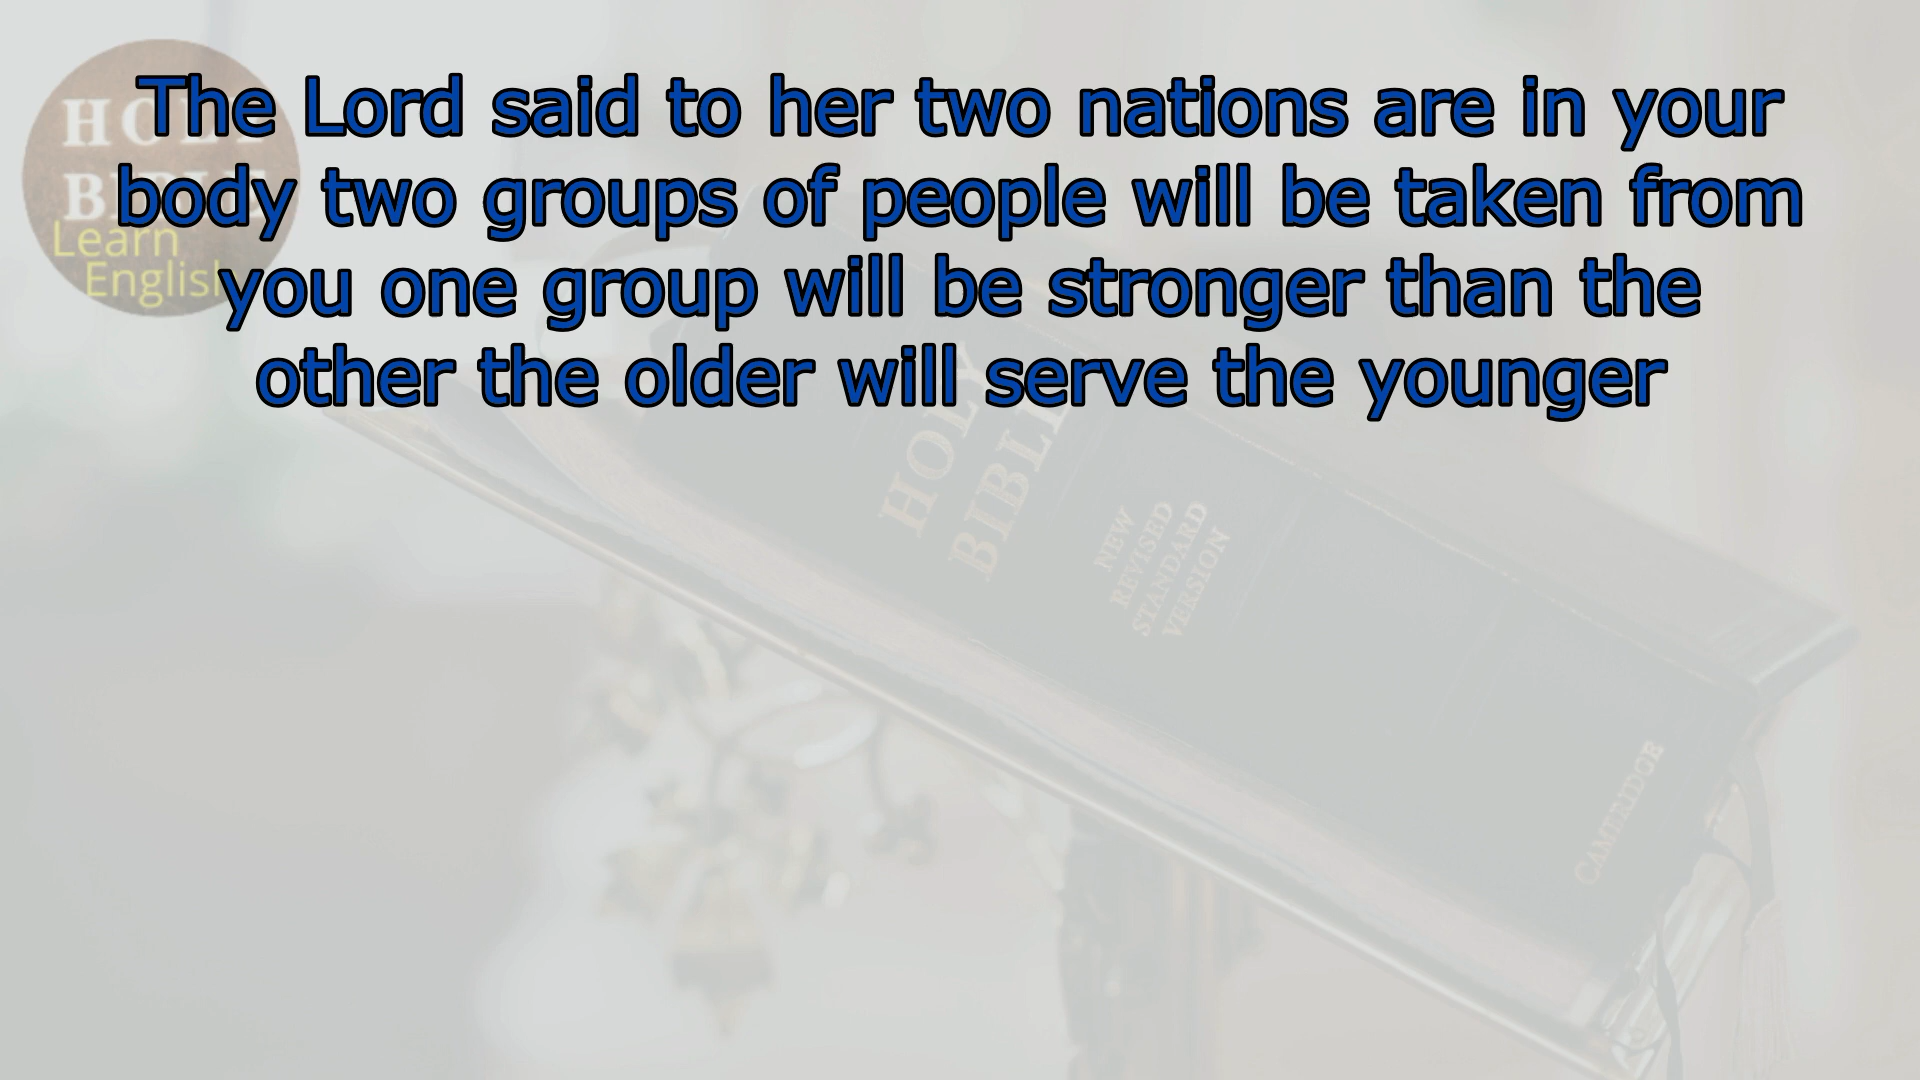 The Lord said to her two nations are in your
body two groups of people will be taken from
you one group will be stronger than the
other the older will serve the younger
HOLY
BIBLE
Learn
English
HOLY
BIBLE
NEW
REVISED
STANDARD
VERSION
CAMBRIDGE